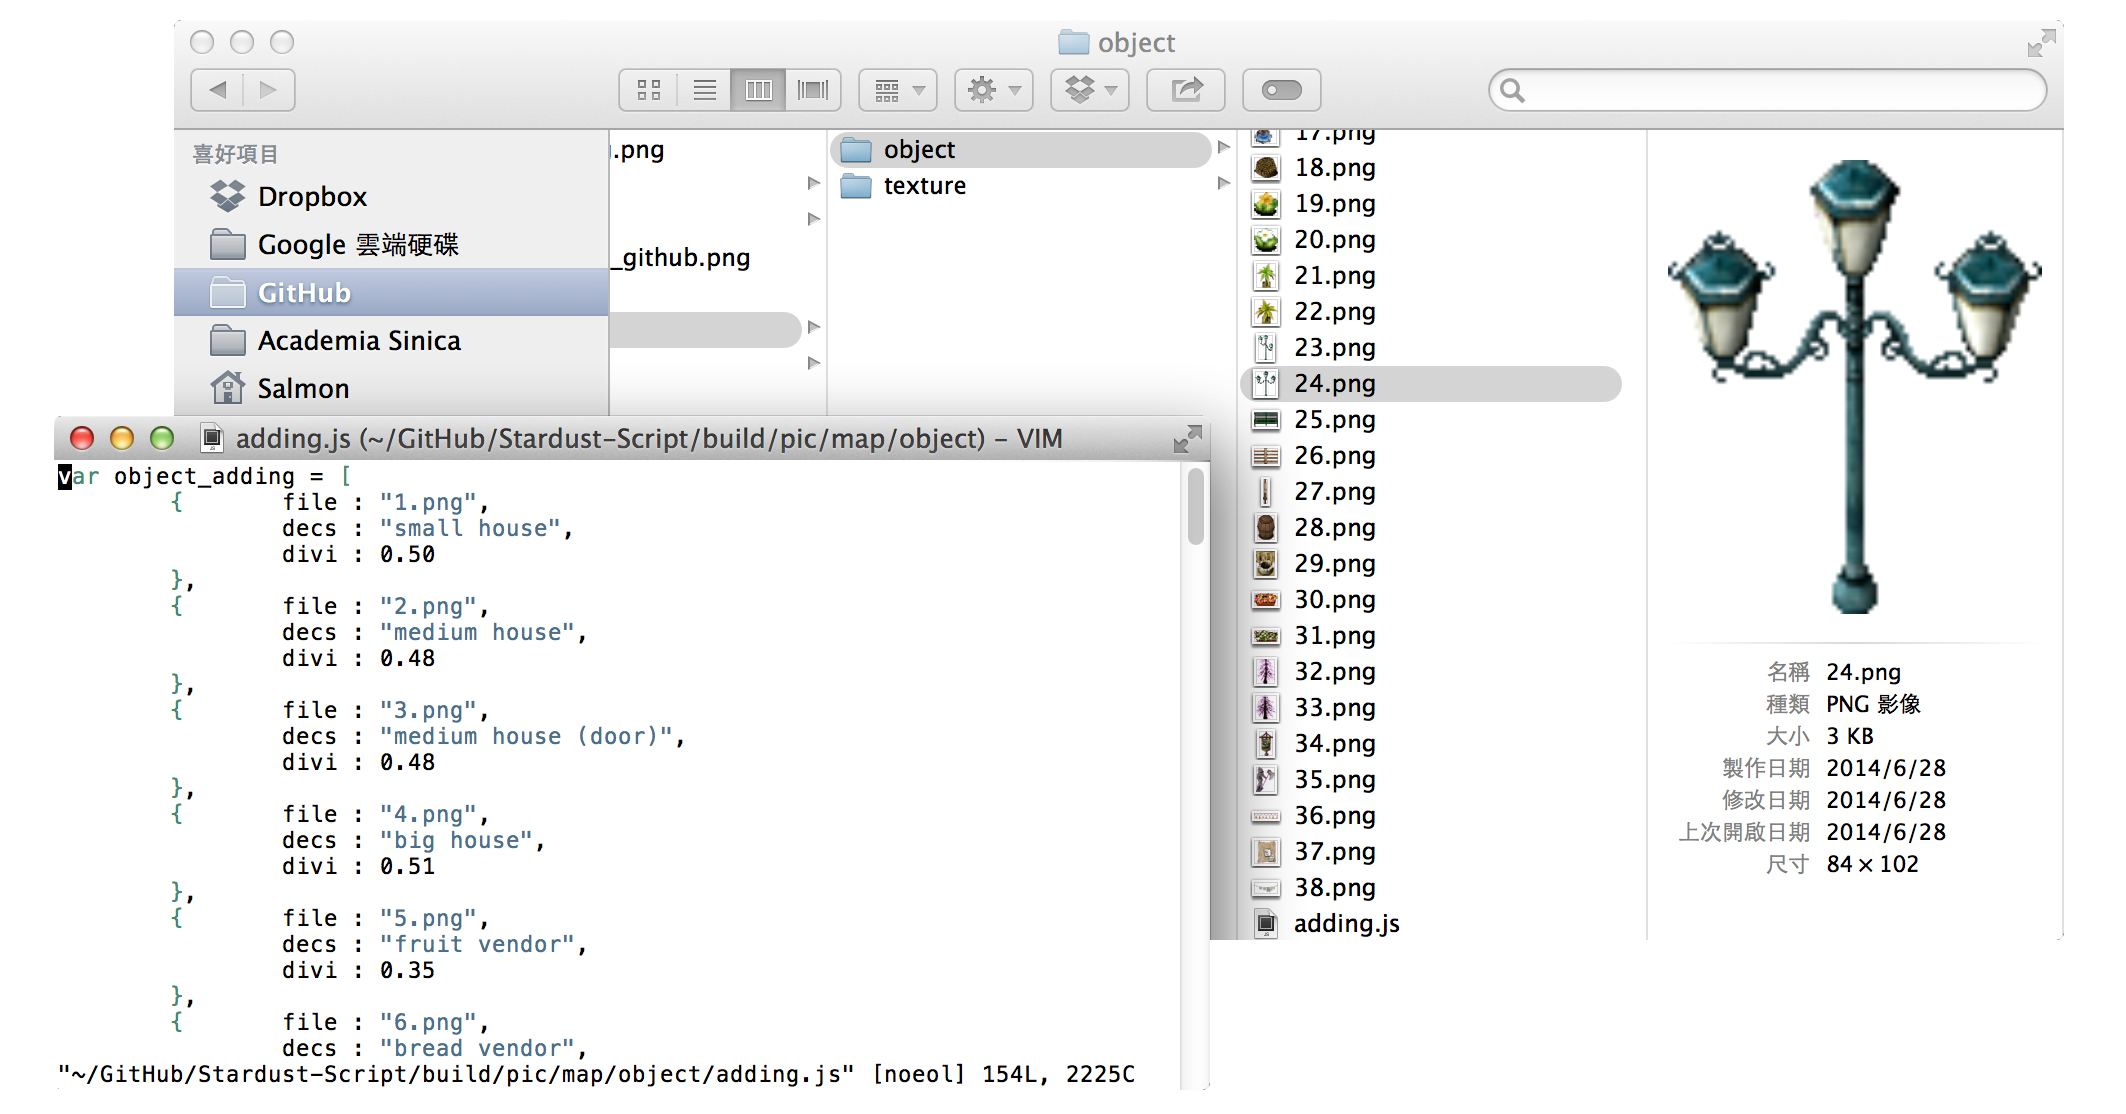 object
喜好項目
Dropbox
Google 雲端硬碟
GitHub
Academia Sinica
Salmon
.png
_github.png
object
texture
17.png
18.png
19.png
20.png
21.png
22.png
23.png
24.png
25.png
26.png
27.png
28.png
29.png
30.png
31.png
32.png
33.png
34.png
35.png
36.png
37.png
38.png
adding.js
名稱 24.png
種類 PNG 影像
大小 3 KB
製作日期 2014/6/28
修改日期 2014/6/28
上次開啟日期 2014/6/28
尺寸 84×102
adding.js (~/GitHub/Stardust-Script/build/pic/map/object) – VIM
var object_adding = [
{ file : "1.png",
decs : "small house",
divi : 0.50
},
{ file : "2.png",
decs : "medium house",
divi : 0.48
},
{ file : "3.png",
decs : "medium house (door)",
divi : 0.48
},
{ file : "4.png",
decs : "big house",
divi : 0.51
},
{ file : "5.png",
decs : "fruit vendor",
divi : 0.35
},
{ file : "6.png",
decs : "bread vendor",
"~/GitHub/Stardust-Script/build/pic/map/object/adding.js" [noeol] 154L, 2225C